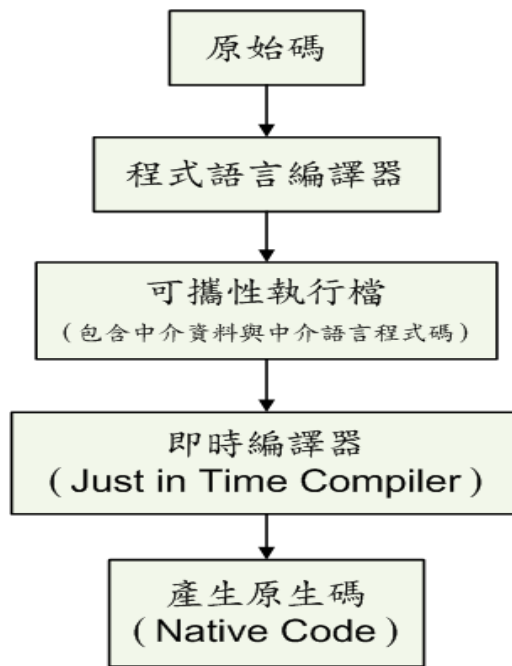 原始碼
程式語言編譯器
可攜性執行檔
(包含中介資料與中介語言程式碼)
即時編譯器
(Just in Time Compiler)
產生原生碼
(Native Code)